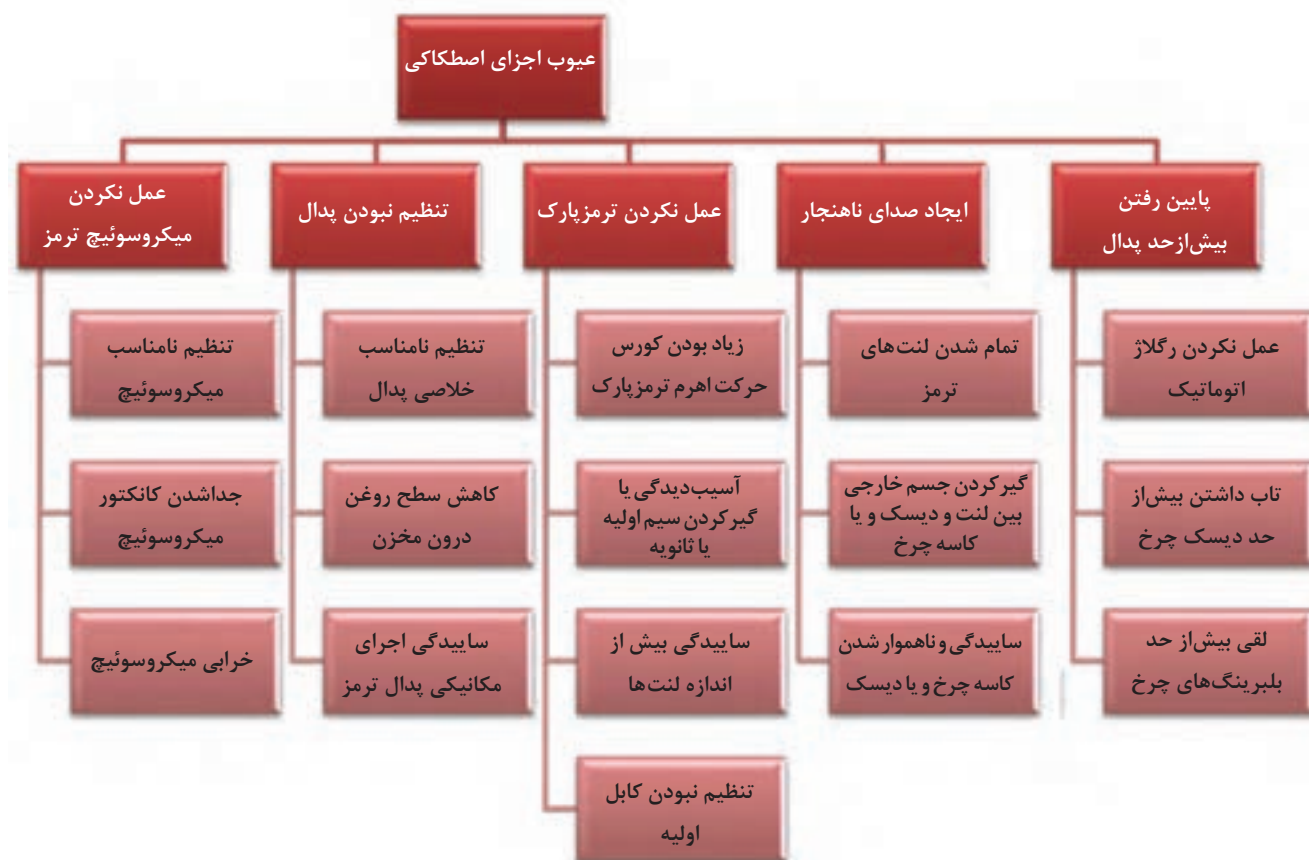 عیوب اجزای اصطکاکی
پایین رفتن
بیش‌ازحد پدال
عمل نکردن رگلاژ
اتوماتیک
تاب داشتن بیش‌از
حد دیسک چرخ
لقی بیش‌از حد
بلبرینگ‌های چرخ
ایجاد صدای ناهنجار
تمام شدن لنت‌های
ترمز
گیرکردن جسم خارجی
بین لنت و دیسک و یا
کاسه چرخ
ساییدگی و ناهموار شدن
کاسه چرخ و یا دیسک
عمل نکردن ترمزپارک
زیاد بودن کورس
حرکت اهرم ترمزپارک
آسیب‌دیدگی یا
گیرکردن سیم اولیه
یا ثانویه
ساییدگی بیش از
اندازه لنت‌ها
تنظیم نبودن کابل
اولیه
تنظیم نبودن پدال
تنظیم نامناسب
خلاصی پدال
کاهش سطح روغن
درون مخزن
ساییدگی اجرای
مکانیکی پدال ترمز
عمل نکردن
میکروسوئیچ ترمز
تنظیم نامناسب
میکروسوئیچ
جداشدن کانکتور
میکروسوئیچ
خرابی میکروسوئیچ